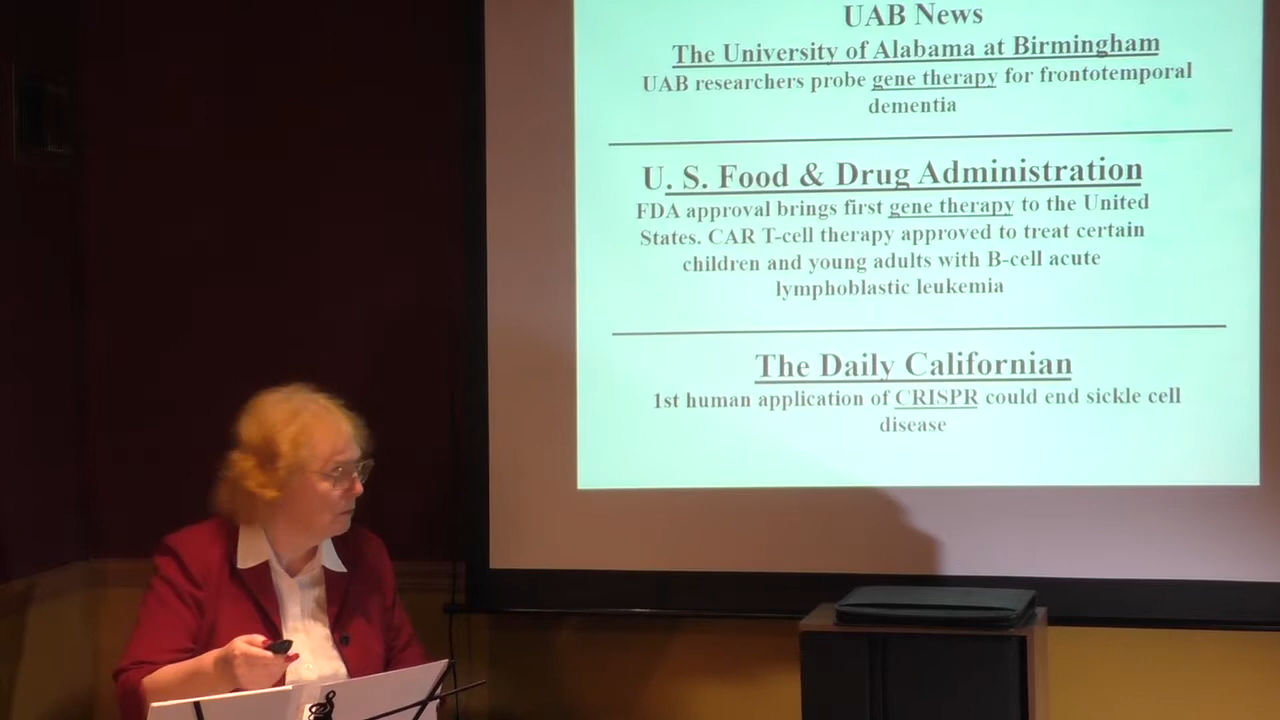 UAB News
The University of Alabama at Birmingham
UAB researchers probe gene therapy for frontotemporal
dementia
U. S. Food & Drug Administration
FDA approval brings first gene therapy to the United
States. CAR T-cell therapy approved to treat certain
children and young adults with B-cell acute
lymphoblastic leukemia
The Daily Californian
1st human application of CRISPR could end sickle cell
disease